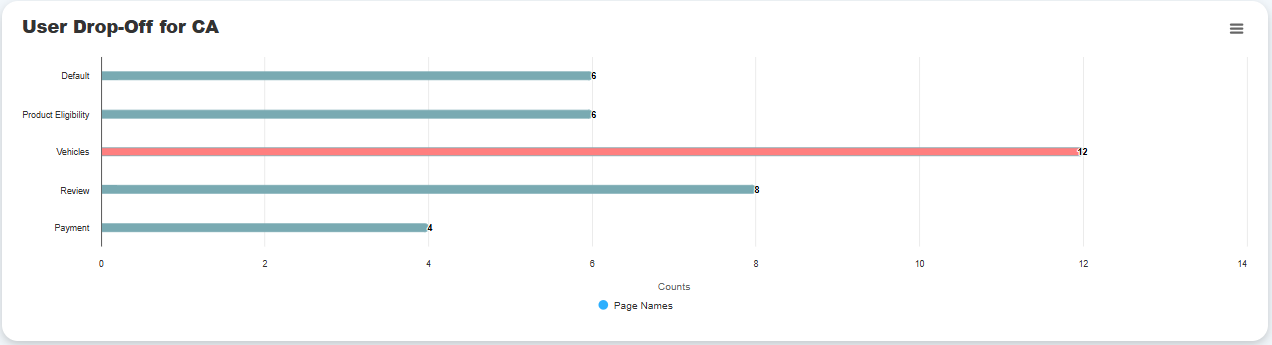 User Drop-Off for CA
Default 6
Product Eligibility 6
Vehicles 12
Review 8
Payment 4
0 2 4 6 8 10 12 14
Counts
Page Names